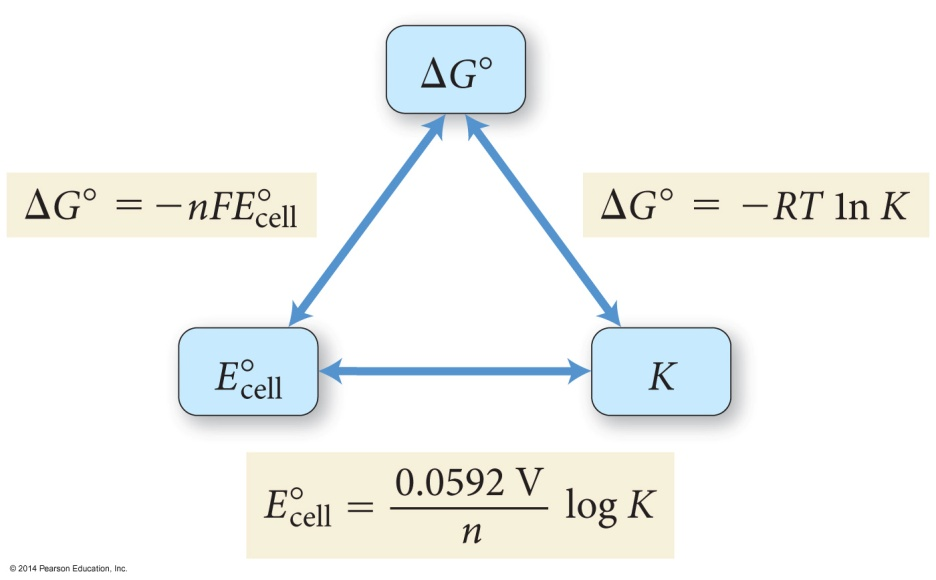 ΔG°
ΔG° = −nFE°cell
ΔG° = −RT ln K
E°cell
K
E°cell = 0.0592 V / n log K
© 2014 Pearson Education, Inc.